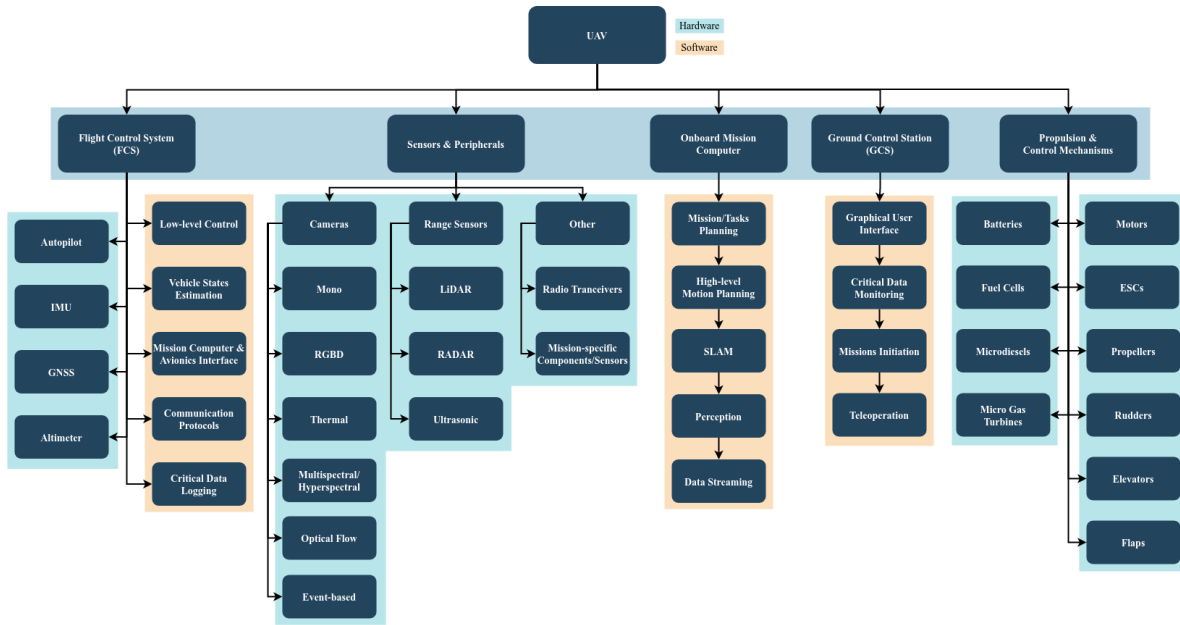 UAV
Hardware
Software
Flight Control System
(FCS)
Sensors & Peripherals
Onboard Mission
Computer
Ground Control Station
(GCS)
Propulsion &
Control Mechanisms
Autopilot
IMU
GNSS
Altimeter
Low-level Control
Vehicle States
Estimation
Mission Computer &
Avionics Interface
Communication
Protocols
Critical Data
Logging
Cameras
Mono
RGBD
Thermal
Multispectral/
Hyperspectral
Optical Flow
Event-based
Range Sensors
LiDAR
RADAR
Ultrasonic
Other
Radio Tranceivers
Mission-specific
Components/Sensors
Mission/Tasks
Planning
High-level
Motion Planning
SLAM
Perception
Data Streaming
Graphical User
Interface
Critical Data
Monitoring
Missions Initiation
Teleoperation
Batteries
Fuel Cells
Microdiesels
Micro Gas
Turbines
Motors
ESCs
Propellers
Rudders
Elevators
Flaps